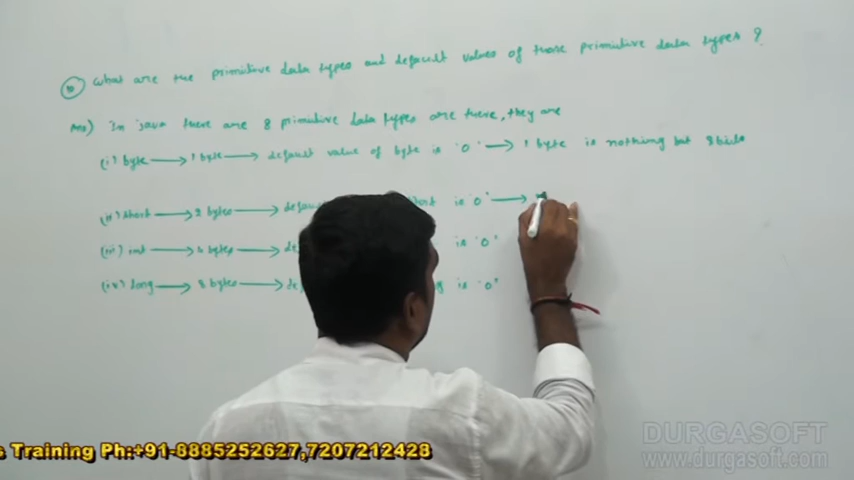 What are the primitive data types and default values of those primitive data types ?
Ans) In java there are 8 primitive data types are there, they are
(i) byte → 1 byte → default value of byte is '0' → 1 byte is nothing but 8 bits
(ii) short → 2 bytes → defau short is '0' →
(iii) int → 4 bytes → de is '0'
(iv) long → 8 bytes → de g is '0'
s Training Ph:+91-8885252627,7207212428
DURGASOFT
www.durgasoft.com